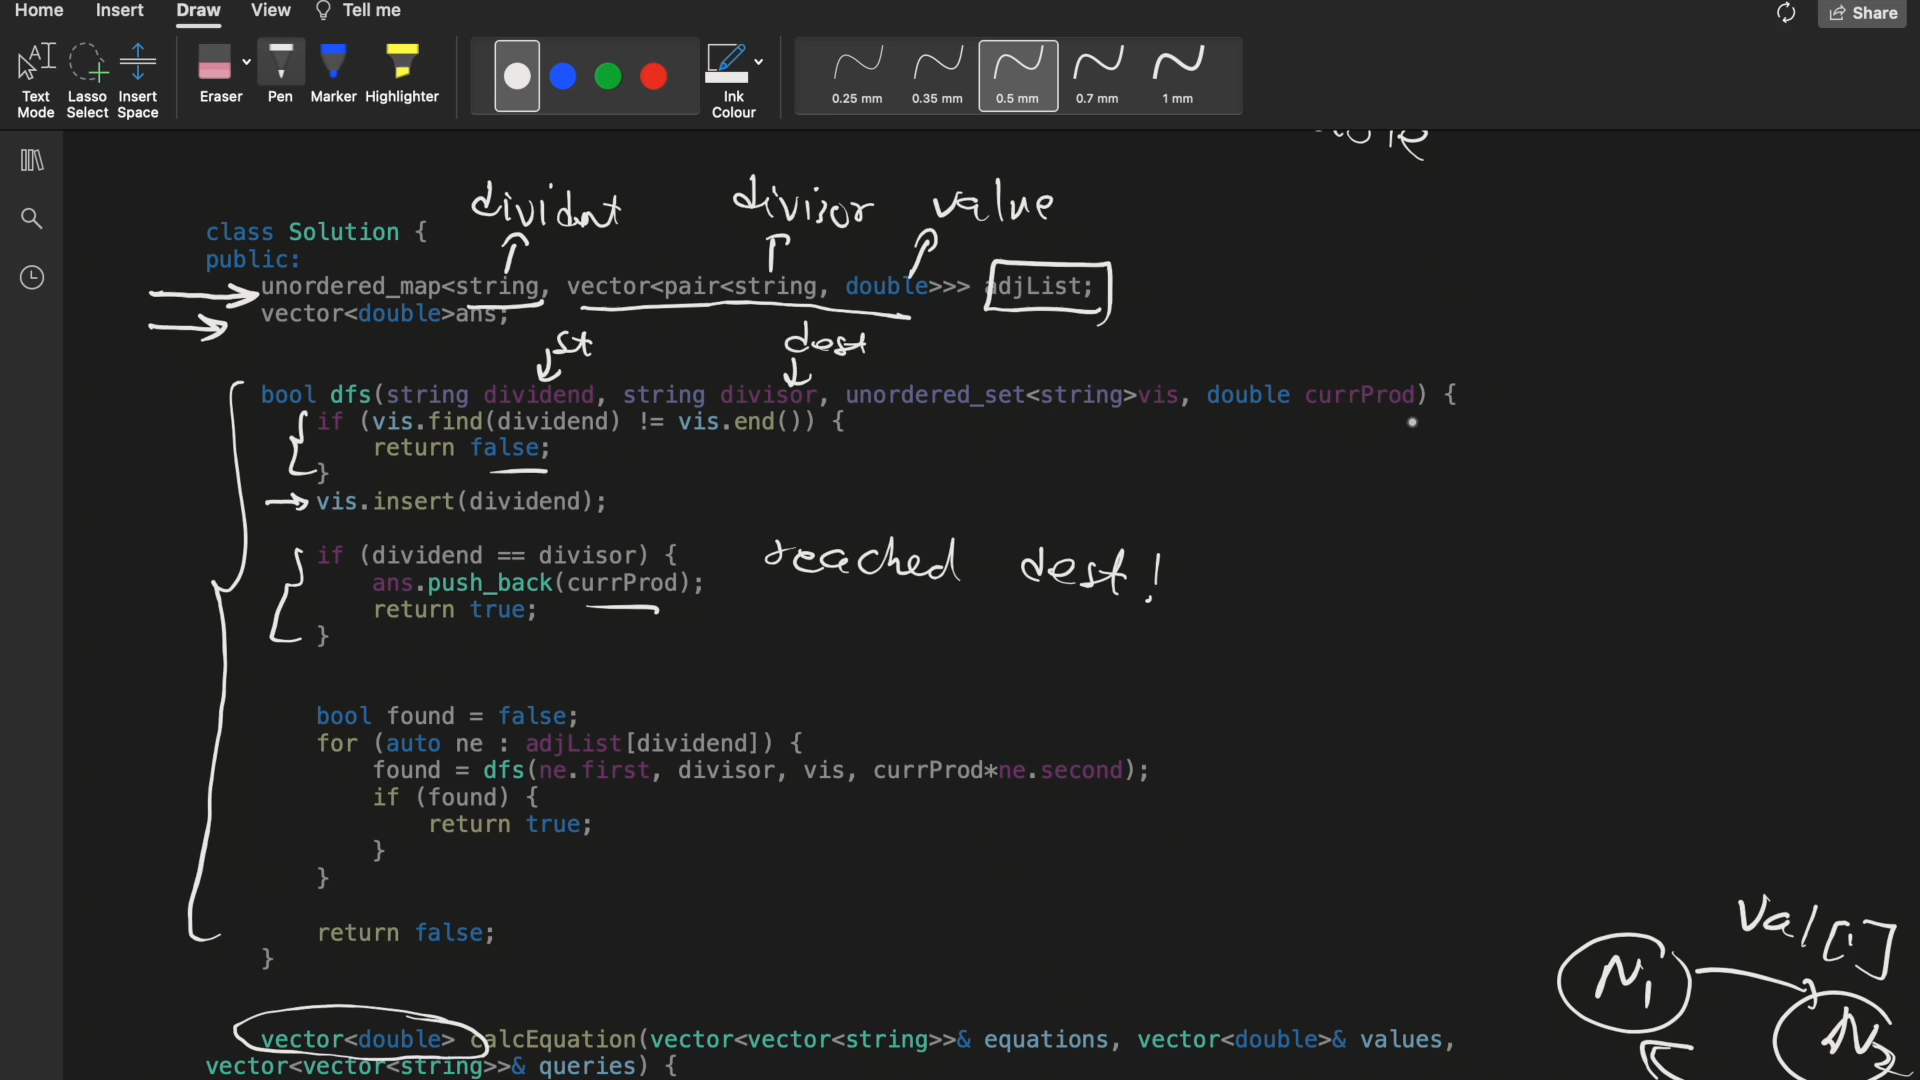 Home Insert Draw View Tell me Share
Text Mode Lasso Select Insert Space Eraser Pen Marker Highlighter Ink Colour 0.25 mm 0.35 mm 0.5 mm 0.7 mm 1 mm
divident divisor value
class Solution {
public:
unordered_map<string, vector<pair<string, double>>> adjList;
vector<double>ans;
st dest
bool dfs(string dividend, string divisor, unordered_set<string>vis, double currProd) {
if (vis.find(dividend) != vis.end()) {
return false;
}
vis.insert(dividend);
if (dividend == divisor) {
reached dest!
ans.push_back(currProd);
return true;
}
bool found = false;
for (auto ne : adjList[dividend]) {
found = dfs(ne.first, divisor, vis, currProd*ne.second);
if (found) {
return true;
}
}
return false;
}
Val[i]
N1
N2
vector<double> calcEquation(vector<vector<string>>& equations, vector<double>& values,
vector<vector<string>>& queries) {